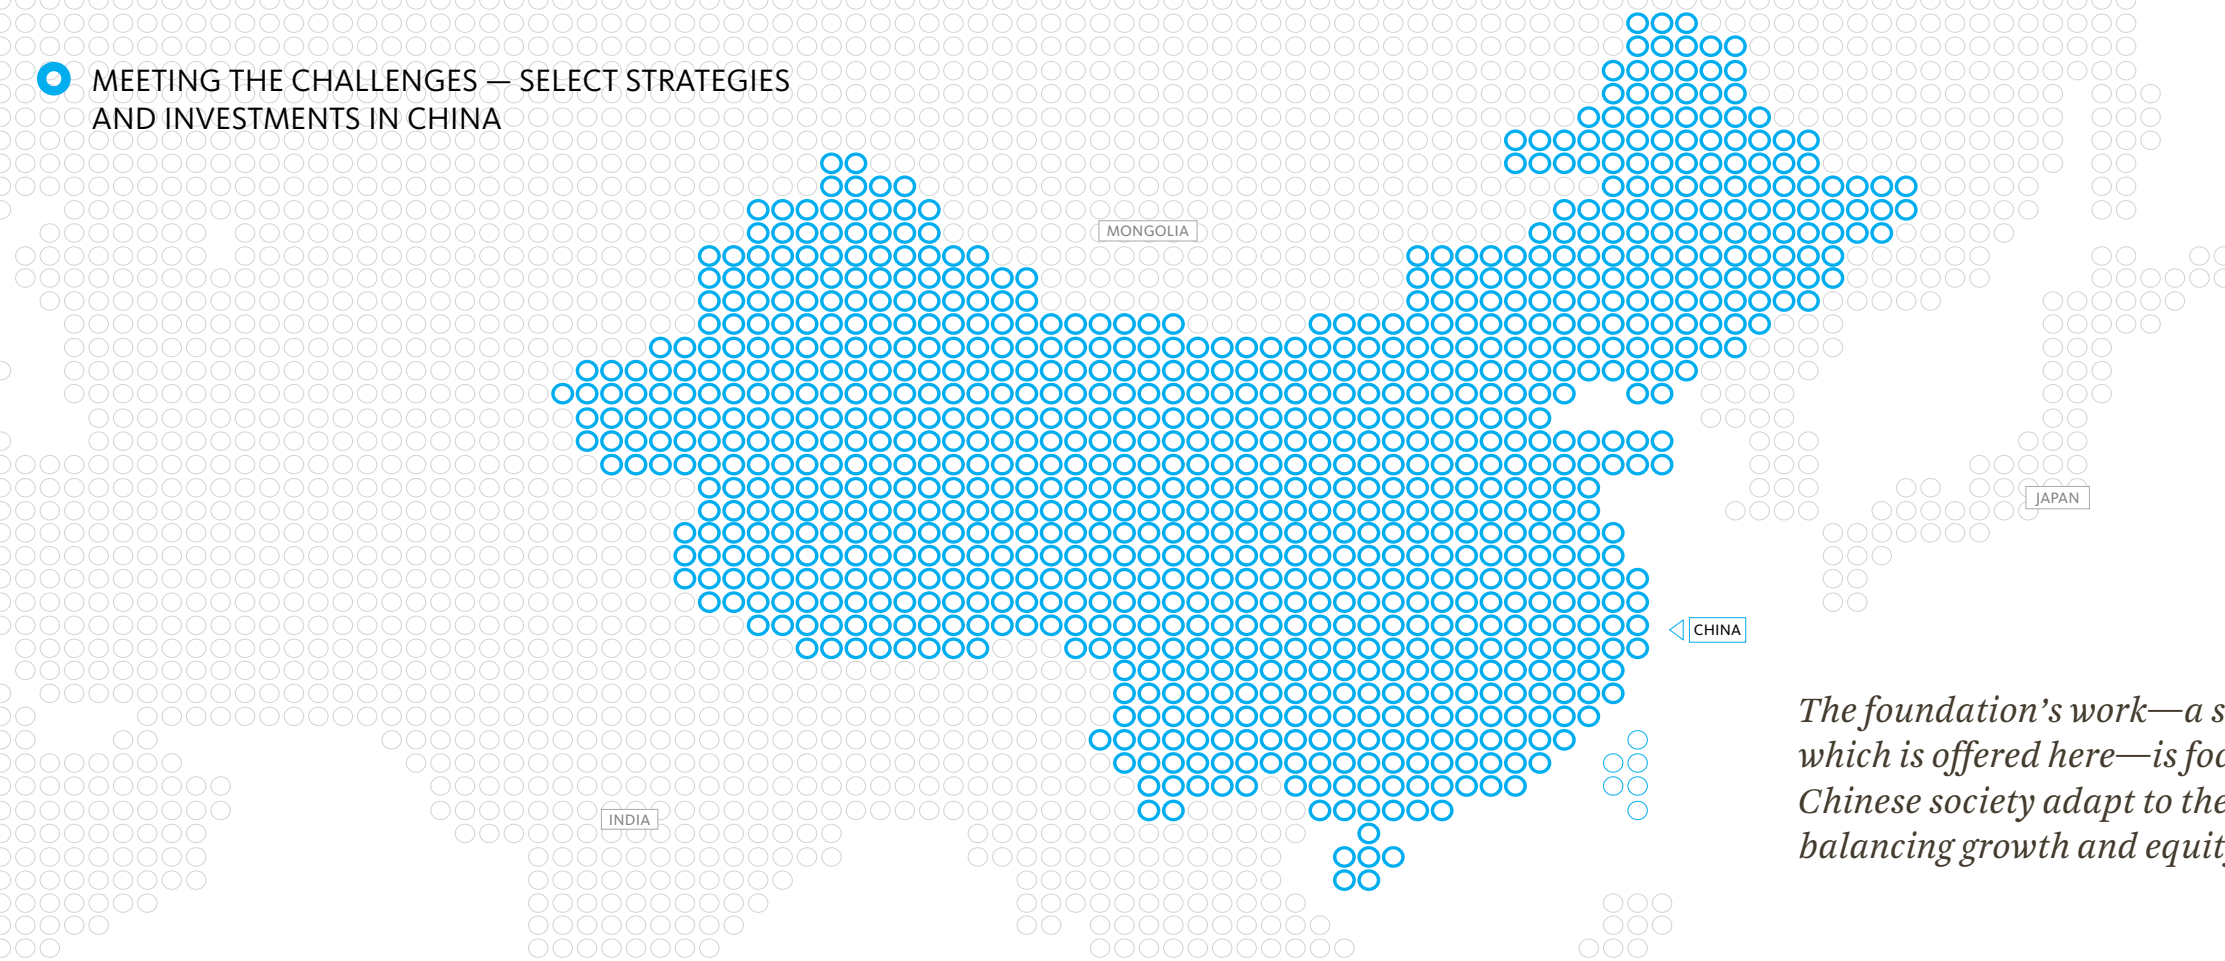 MEETING THE CHALLENGES — SELECT STRATEGIES
AND INVESTMENTS IN CHINA
MONGOLIA
JAPAN
CHINA
The foundation’s work—a
which is offered here—is
Chinese society adapt to the
balancing growth and
INDIA